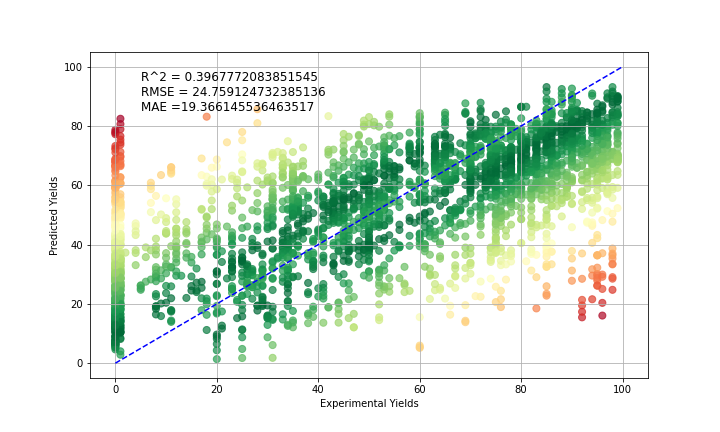 R^2 = 0.3967772083851545
RMSE = 24.759124732385136
MAE =19.366145536463517
100
80
60
40
20
0
Predicted Yields
0 20 40 60 80 100
Experimental Yields